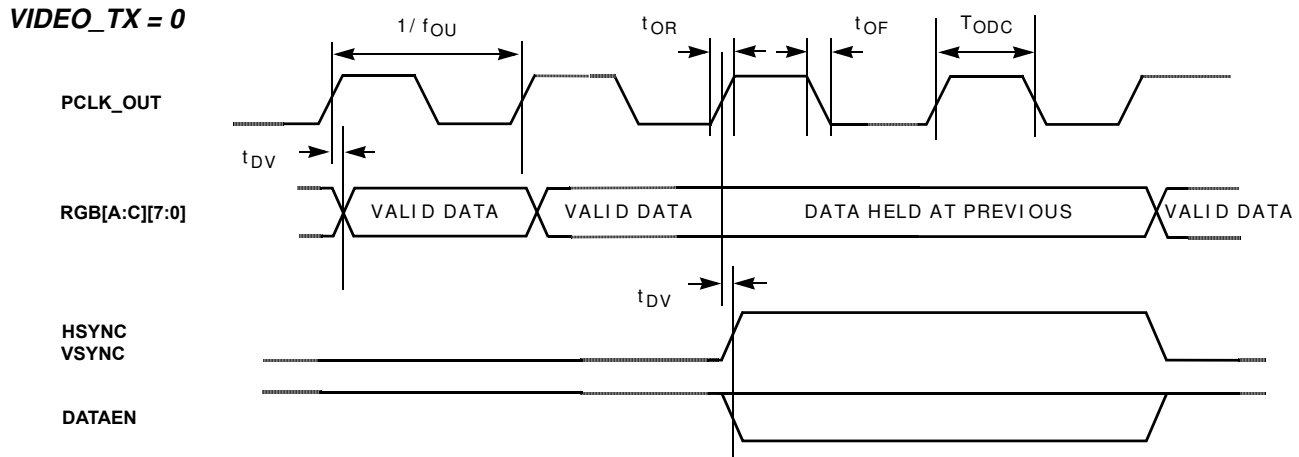 VIDEO_TX = 0
1/ fOU
tOR
tOF
TODC
PCLK_OUT
tDV
RGB[A:C][7:0]
VALID DATA
VALID DATA
DATA HELD AT PREVIOUS
VALID DATA
tDV
HSYNC
VSYNC
DATAEN